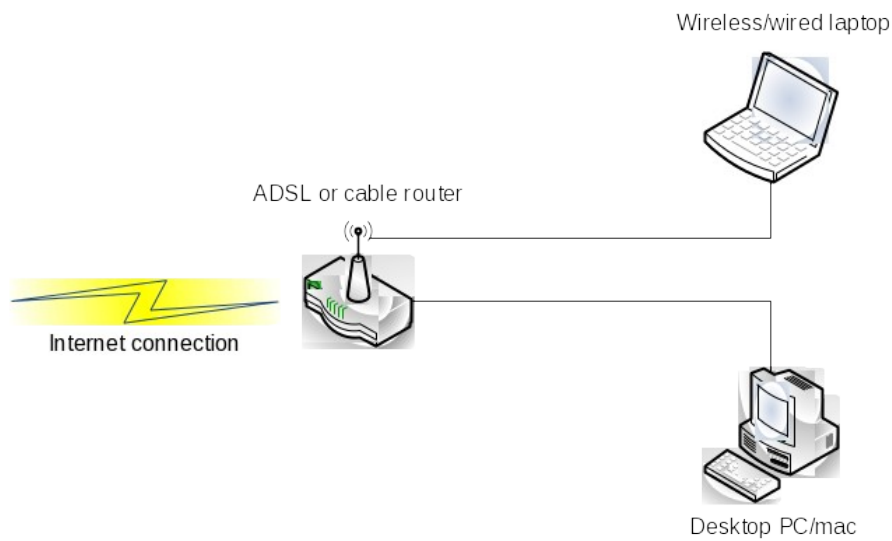 Wireless/wired laptop
ADSL or cable router
Internet connection
Desktop PC/mac